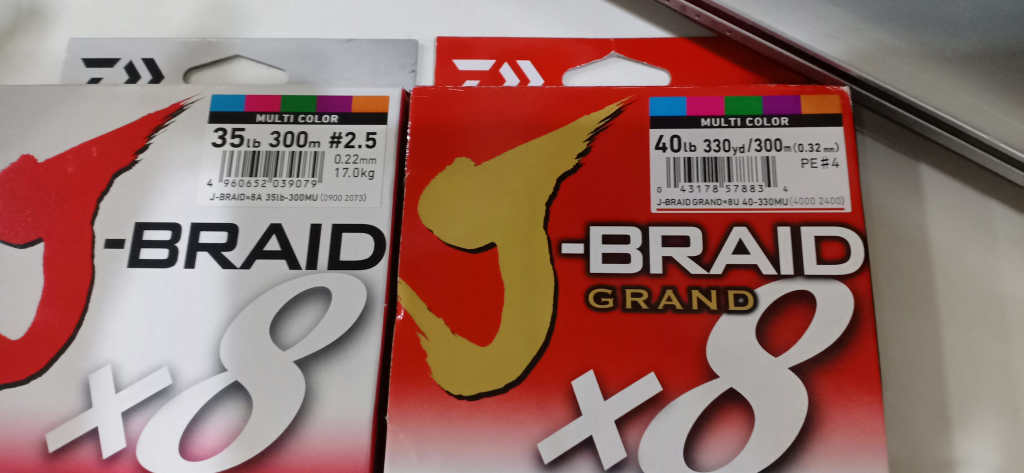 MULTI COLOR
35lb 300m #2.5
0.22mm
17.0kg
4 960652 039079
J-BRAID×8A 35lb-300MU (0900 2073)
J-BRAID
×8
MULTI COLOR
40lb 330yd/300m(0.32mm)
PE#4
0 43178 57883 4
J-BRAID GRAND×8U 40-330MU (4000 2400)
J-BRAID
GRAND
×8